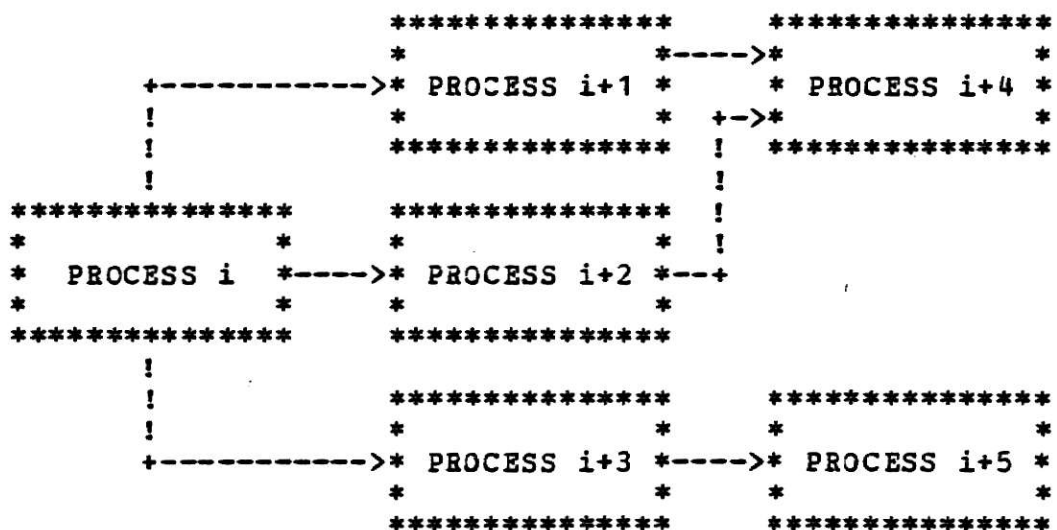 PROCESS i+1
PROCESS i+4
PROCESS i
PROCESS i+2
PROCESS i+3
PROCESS i+5